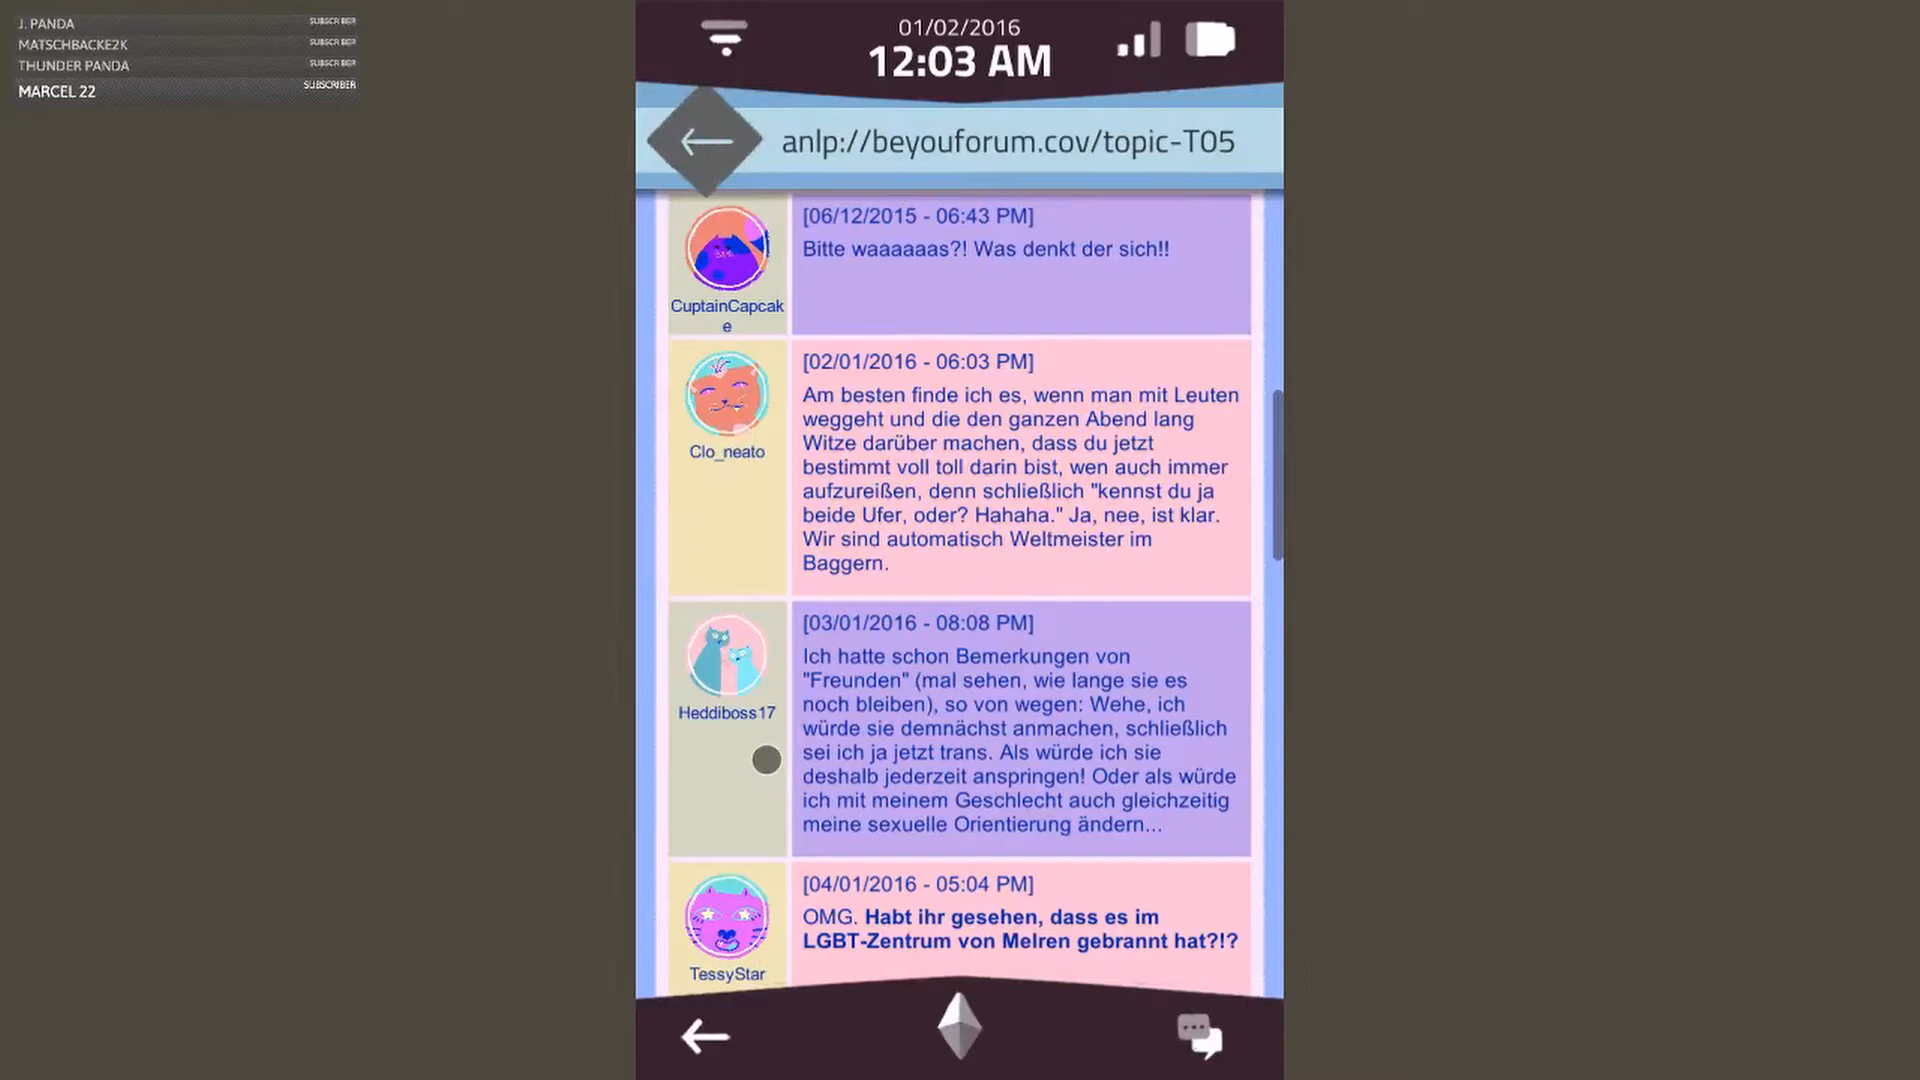 J. PANDA SUBSCRIBER
MATSCHBACKE2K SUBSCRIBER
THUNDER PANDA SUBSCRIBER
MARCEL 22 SUBSCRIBER
01/02/2016
12:03 AM
anlp://beyouforum.cov/topic-T05
[06/12/2015 - 06:43 PM]
Bitte waaaaaas?! Was denkt der sich!!
CuptainCapcak
e
[02/01/2016 - 06:03 PM]
Am besten finde ich es, wenn man mit Leuten
weggeht und die den ganzen Abend lang
Witze darüber machen, dass du jetzt
bestimmt voll toll darin bist, wen auch immer
aufzureißen, denn schließlich "kennst du ja
beide Ufer, oder? Hahaha." Ja, nee, ist klar.
Wir sind automatisch Weltmeister im
Baggern.
Clo_neato
[03/01/2016 - 08:08 PM]
Ich hatte schon Bemerkungen von
"Freunden" (mal sehen, wie lange sie es
noch bleiben), so von wegen: Wehe, ich
würde sie demnächst anmachen, schließlich
sei ich ja jetzt trans. Als würde ich sie
deshalb jederzeit anspringen! Oder als würde
ich mit meinem Geschlecht auch gleichzeitig
meine sexuelle Orientierung ändern...
Heddiboss17
[04/01/2016 - 05:04 PM]
OMG. Habt ihr gesehen, dass es im
LGBT-Zentrum von Melren gebrannt hat?!?
TessyStar